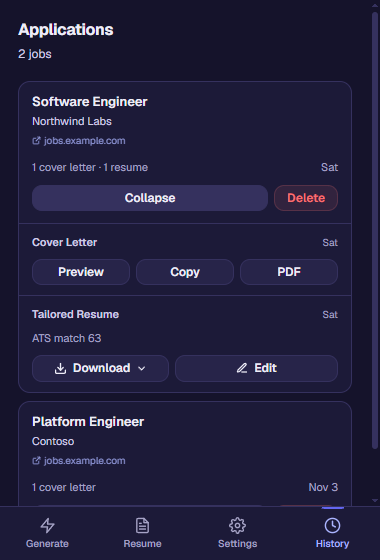 Applications
2 jobs
Software Engineer
Northwind Labs
jobs.example.com
1 cover letter · 1 resume Sat
Collapse Delete
Cover Letter Sat
Preview Copy PDF
Tailored Resume Sat
ATS match 63
Download Edit
Platform Engineer
Contoso
jobs.example.com
1 cover letter Nov 3
Generate Resume Settings History